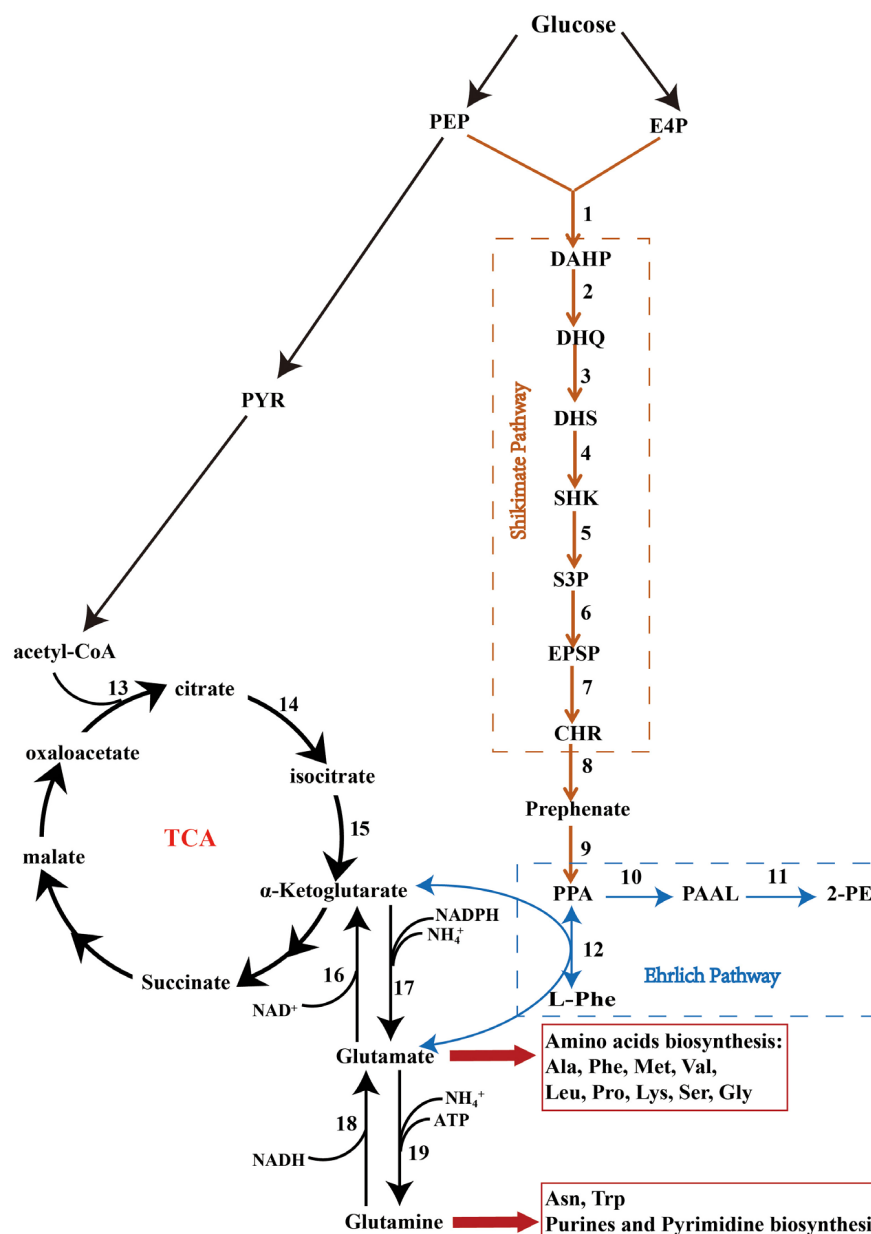 Glucose
PEP
E4P
1
DAHP
2
DHQ
3
DHS
4
SHK
5
S3P
6
EPSP
7
CHR
8
Prephenate
9
Shikimate Pathway
PYR
acetyl-CoA
13
citrate
14
oxaloacetate
isocitrate
TCA
15
malate
α-Ketoglutarate
Succinate
PPA
10
PAAL
11
2-PE
12
L-Phe
Ehrlich Pathway
NADPH
NH₄⁺
16
17
NAD⁺
Glutamate
Amino acids biosynthesis:
Ala, Phe, Met, Val,
Leu, Pro, Lys, Ser, Gly
NH₄⁺
ATP
18
19
NADH
Glutamine
Asn, Trp
Purines and Pyrimidine biosynthesi